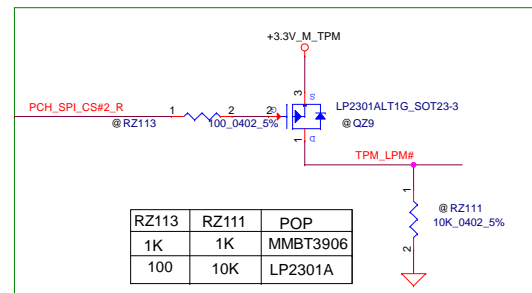 +3.3V_M_TPM
3
S
PCH_SPI_CS#2_R
1
2
2
G
LP2301ALT1G_SOT23-3
@RZ113
100_0402_5%
@QZ9
1
D
TPM_LPM#
1
@RZ111
10K_0402_5%
2
RZ113 RZ111 POP
1K 1K MMBT3906
100 10K LP2301A